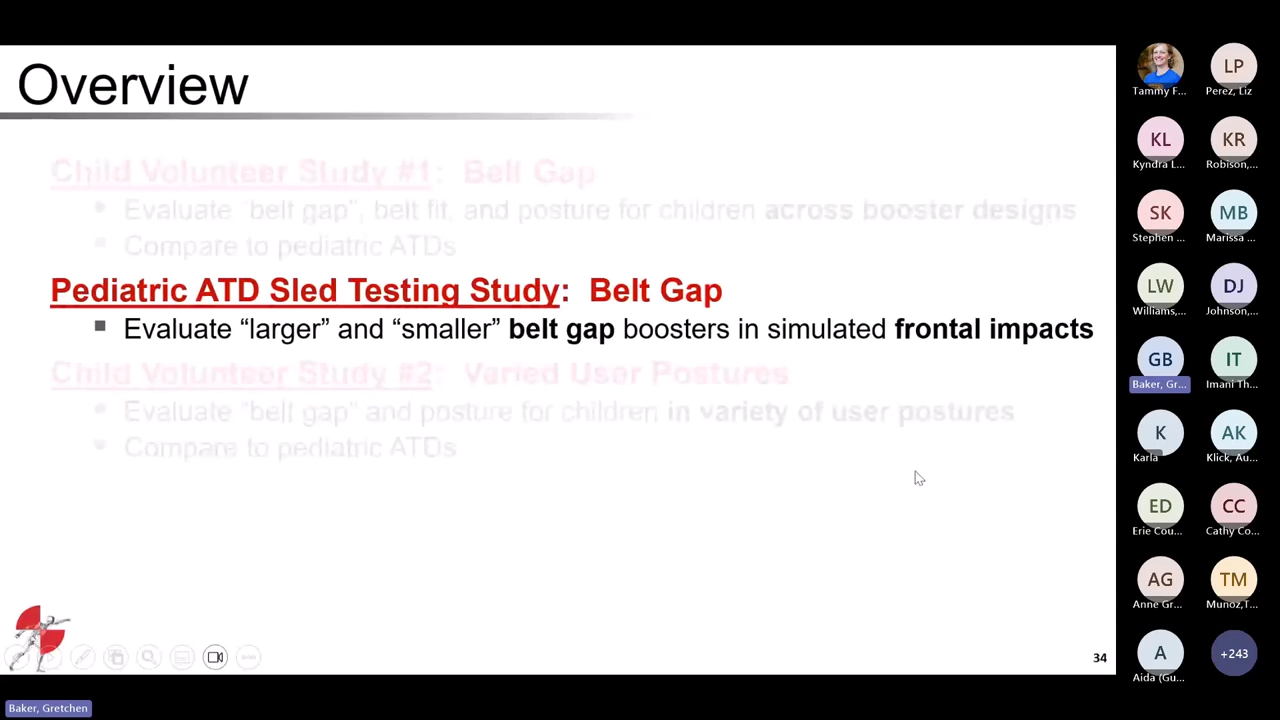 Overview
Child Volunteer Study #1: Belt Gap
Evaluate "belt gap", belt fit, and posture for children across booster designs
Compare to pediatric ATDs
Pediatric ATD Sled Testing Study: Belt Gap
Evaluate “larger” and “smaller” belt gap boosters in simulated frontal impacts
Child Volunteer Study #2: Varied User Postures
Evaluate "belt gap" and posture for children in variety of user postures
Compare to pediatric ATDs
34
Baker, Gretchen
Tammy F...
LP
Perez, Liz
KL
Kyndra L...
KR
Robison,...
SK
Stephen ...
MB
Marissa ...
LW
Williams,...
DJ
Johnson,...
GB
Baker, Gr...
IT
Imani Th...
K
Karla
AK
Klick, Au...
ED
Erie Cou...
CC
Cathy Co...
AG
Anne Gr...
TM
Munoz,T...
A
Aida (Gu...
+243